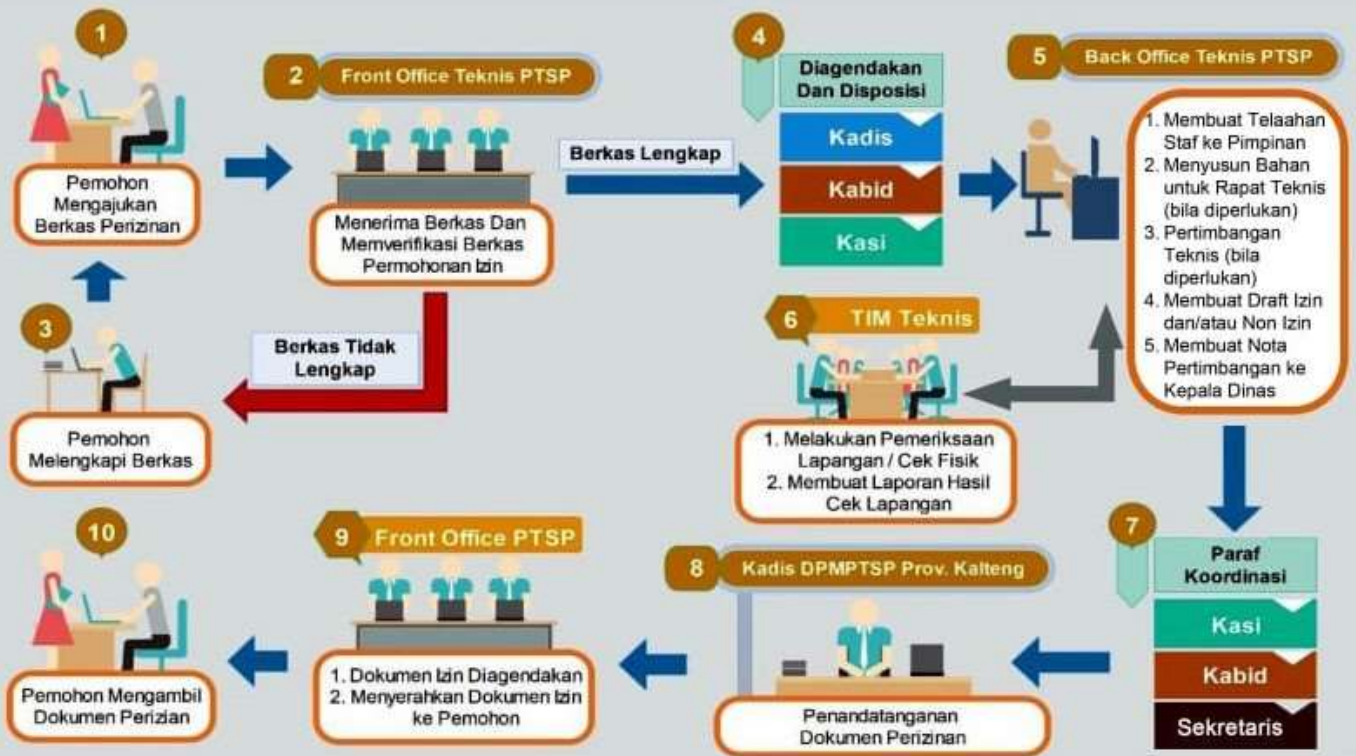 1
Pemohon
Mengajukan
Berkas Perizinan
2
Front Office Teknis PTSP
Menerima Berkas Dan
Memverifikasi Berkas
Permohonan Izin
Berkas Lengkap
Berkas Tidak
Lengkap
3
Pemohon
Melengkapi Berkas
4
Diagendakan
Dan Disposisi
Kadis
Kabid
Kasi
5
Back Office Teknis PTSP
1. Membuat Telaahan
Staf ke Pimpinan
2. Menyusun Bahan
untuk Rapat Teknis
(bila diperlukan)
3. Pertimbangan
Teknis (bila
diperlukan)
4. Membuat Draft Izin
dan/atau Non Izin
5. Membuat Nota
Pertimbangan ke
Kepala Dinas
6
TIM Teknis
1. Melakukan Pemeriksaan
Lapangan / Cek Fisik
2. Membuat Laporan Hasil
Cek Lapangan
7
Paraf
Koordinasi
Kasi
Kabid
Sekretaris
8
Kadis DPMPTSP Prov. Kalteng
Penandatanganan
Dokumen Perizinan
9
Front Office PTSP
1. Dokumen Izin Diagendakan
2. Menyerahkan Dokumen Izin
ke Pemohon
10
Pemohon Mengambil
Dokumen Perizian